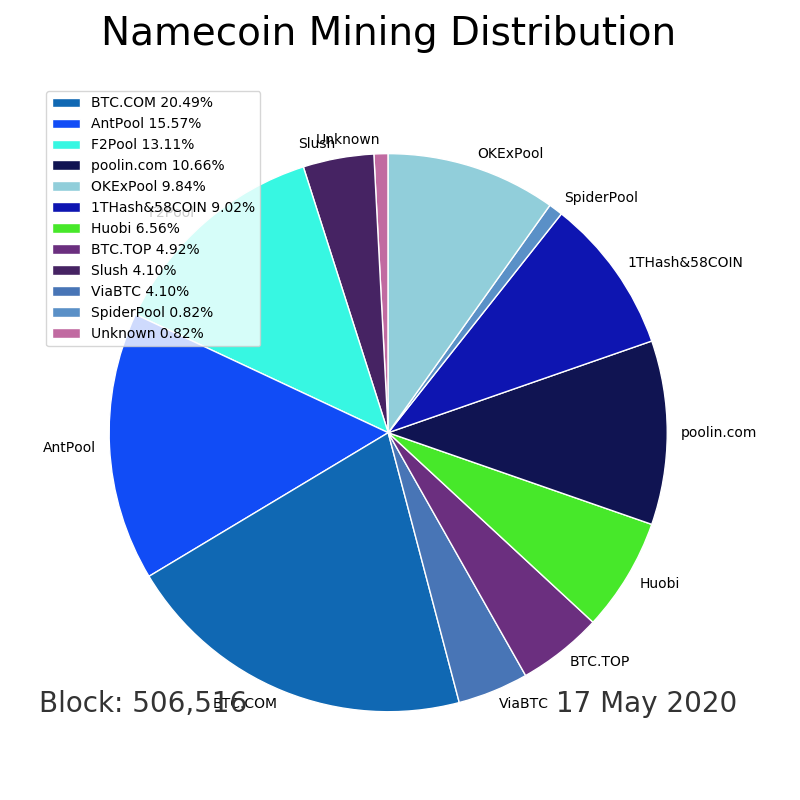 Namecoin Mining Distribution
BTC.COM 20.49%
AntPool 15.57%
F2Pool 13.11%
poolin.com 10.66%
OKExPool 9.84%
1THash&58COIN 9.02%
Huobi 6.56%
BTC.TOP 4.92%
Slush 4.10%
ViaBTC 4.10%
SpiderPool 0.82%
Unknown 0.82%
Slush
Unknown
OKExPool
SpiderPool
F2Pool
1THash&58COIN
poolin.com
AntPool
Huobi
BTC.TOP
BTC.COM
ViaBTC
Block: 506,516
17 May 2020